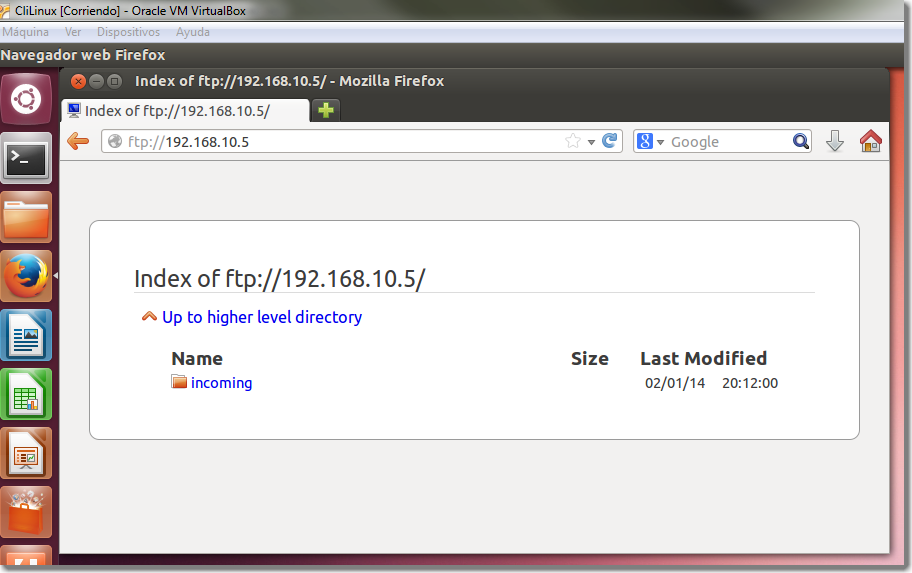 CliLinux [Corriendo] - Oracle VM VirtualBox
Máquina Ver Dispositivos Ayuda
Navegador web Firefox
Index of ftp://192.168.10.5/ - Mozilla Firefox
Index of ftp://192.168.10.5/
ftp://192.168.10.5
8 Google
Index of ftp://192.168.10.5/
Up to higher level directory
Name Size Last Modified
incoming 02/01/14 20:12:00